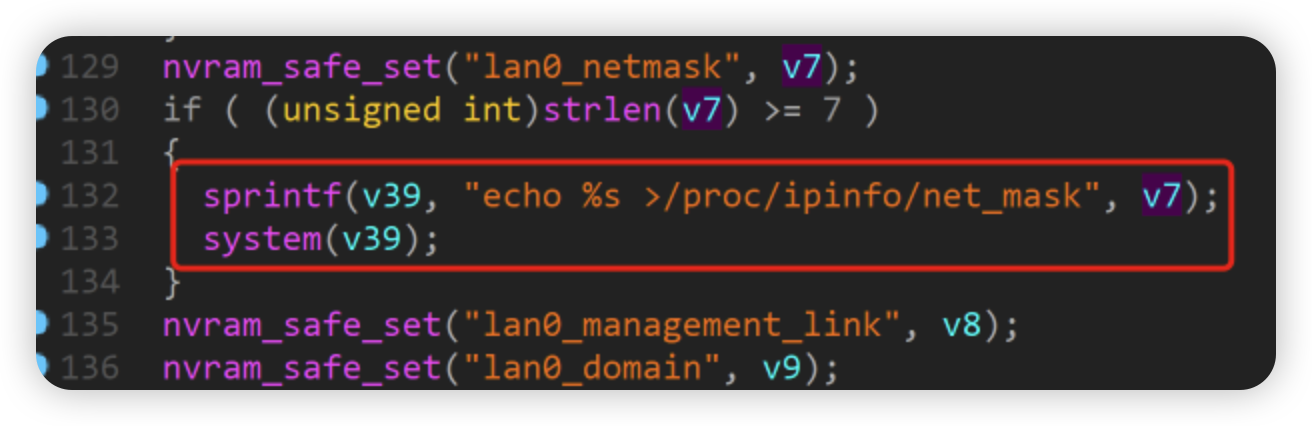 129 nvram_safe_set("lan0_netmask", v7);
130 if ( (unsigned int)strlen(v7) >= 7 )
131 {
132 sprintf(v39, "echo %s >/proc/ipinfo/net_mask", v7);
133 system(v39);
134 }
135 nvram_safe_set("lan0_management_link", v8);
136 nvram_safe_set("lan0_domain", v9);